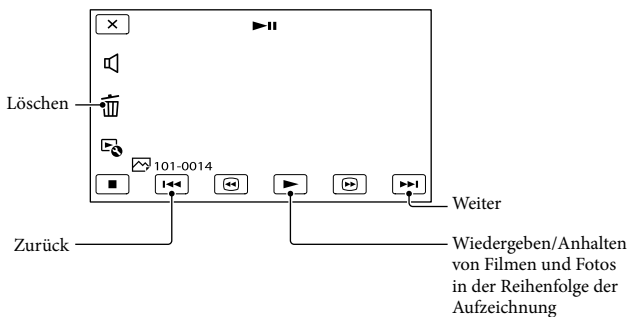 Löschen
101-0014
Weiter
Zurück
Wiedergeben/Anhalten
von Filmen und Fotos
in der Reihenfolge der
Aufzeichnung